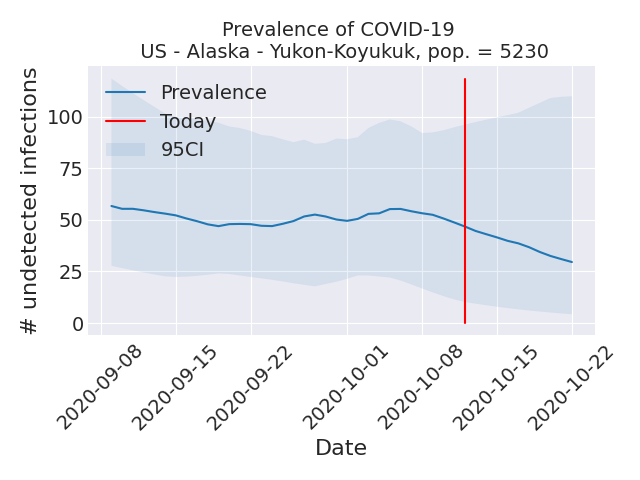 Prevalence of COVID-19
US - Alaska - Yukon-Koyukuk, pop. = 5230
# undetected infections
100
75
50
25
0
Prevalence
Today
95CI
2020-09-08
2020-09-15
2020-09-22
2020-10-01
2020-10-08
2020-10-15
2020-10-22
Date